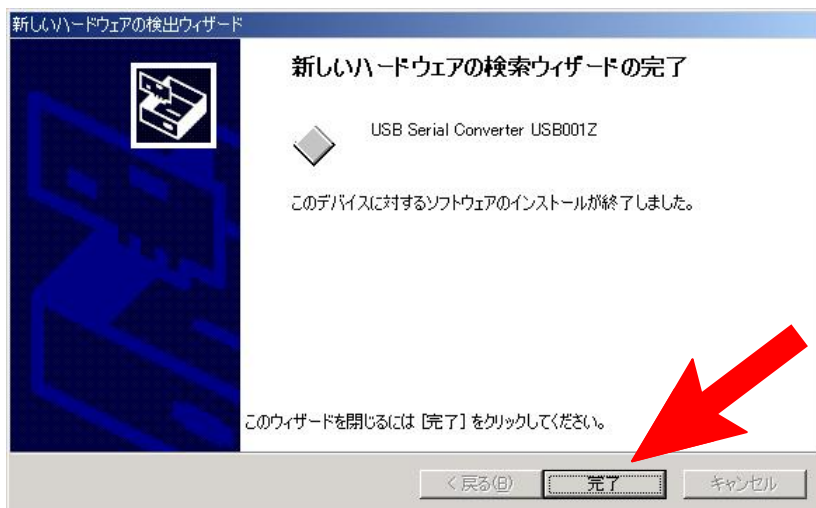 新しいハードウェアの検出ウィザード
新しいハードウェアの検索ウィザードの完了
USB Serial Converter USB001Z
このデバイスに対するソフトウェアのインストールが終了しました。
このウィザードを閉じるには [完了] をクリックしてください。
< 戻る(B) 完了 キャンセル